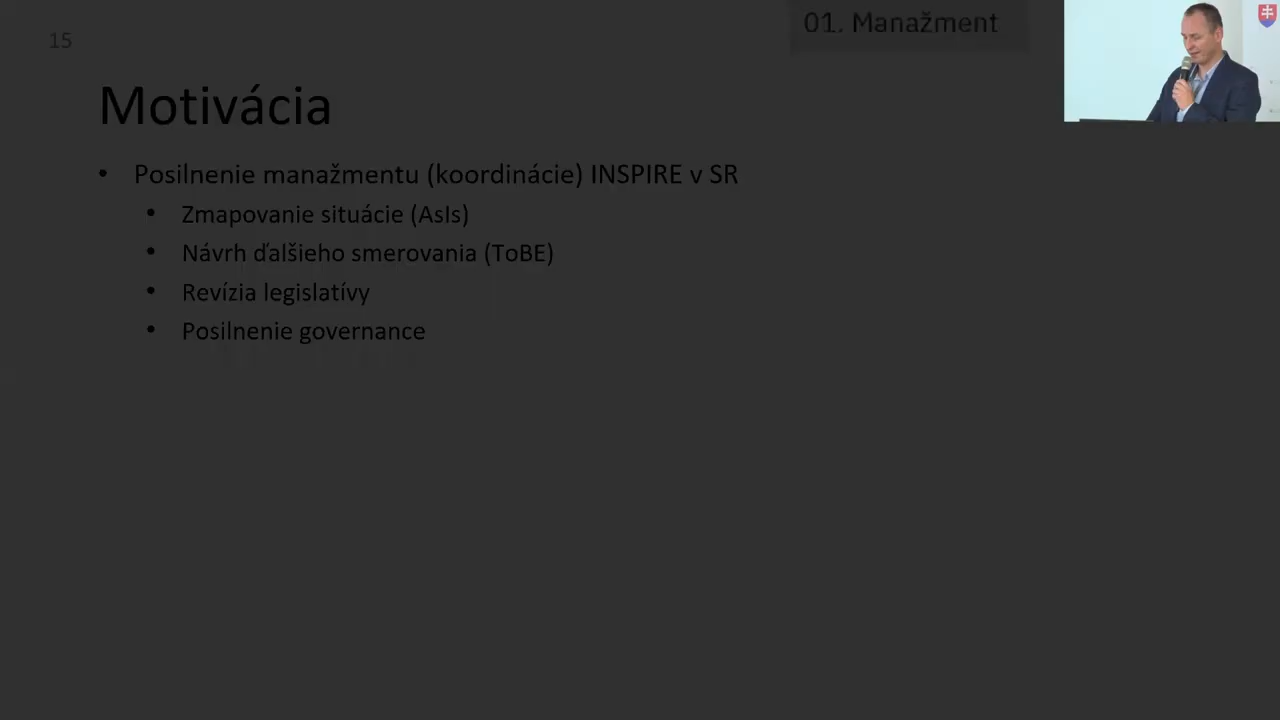 15
01. Manažment
Motivácia
• Posilnenie manažmentu (koordinácie) INSPIRE v SR
• Zmapovanie situácie (AsIs)
• Návrh ďalšieho smerovania (ToBE)
• Revízia legislatívy
• Posilnenie governance